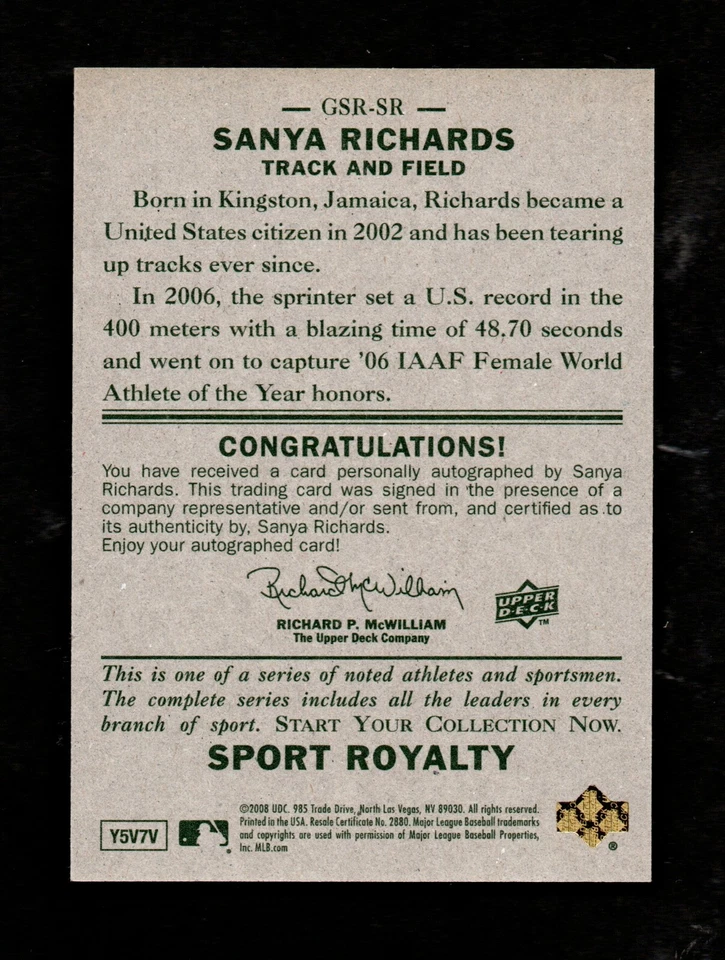 — GSR-SR —
SANYA RICHARDS
TRACK AND FIELD
Born in Kingston, Jamaica, Richards became a
United States citizen in 2002 and has been tearing
up tracks ever since.
In 2006, the sprinter set a U.S. record in the
400 meters with a blazing time of 48.70 seconds
and went on to capture '06 IAAF Female World
Athlete of the Year honors.
CONGRATULATIONS!
You have received a card personally autographed by Sanya
Richards. This trading card was signed in the presence of a
company representative and/or sent from, and certified as to
its authenticity by, Sanya Richards.
Enjoy your autographed card!
Richard McWilliam
UPPER
D·E·C·K
TM
RICHARD P. McWILLIAM
The Upper Deck Company
This is one of a series of noted athletes and sportsmen.
The complete series includes all the leaders in every
branch of sport. START YOUR COLLECTION NOW.
SPORT ROYALTY
©2008 UDC. 985 Trade Drive, North Las Vegas, NV 89030. All rights reserved.
Printed in the USA. Resale Certificate No. 2880. Major League Baseball trademarks
and copyrights are used with permission of Major League Baseball Properties,
Inc. MLB.com
Y5V7V
®
®